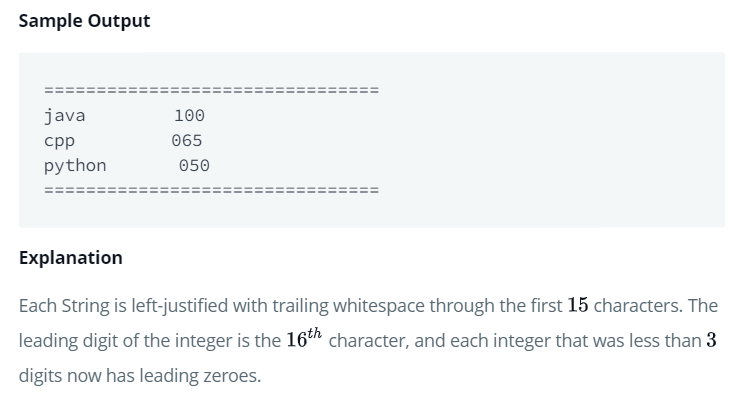 Sample Output
================================
java           100
cpp            065
python         050
================================
Explanation
Each String is left-justified with trailing whitespace through the first 15 characters. The
leading digit of the integer is the 16th character, and each integer that was less than 3
digits now has leading zeroes.